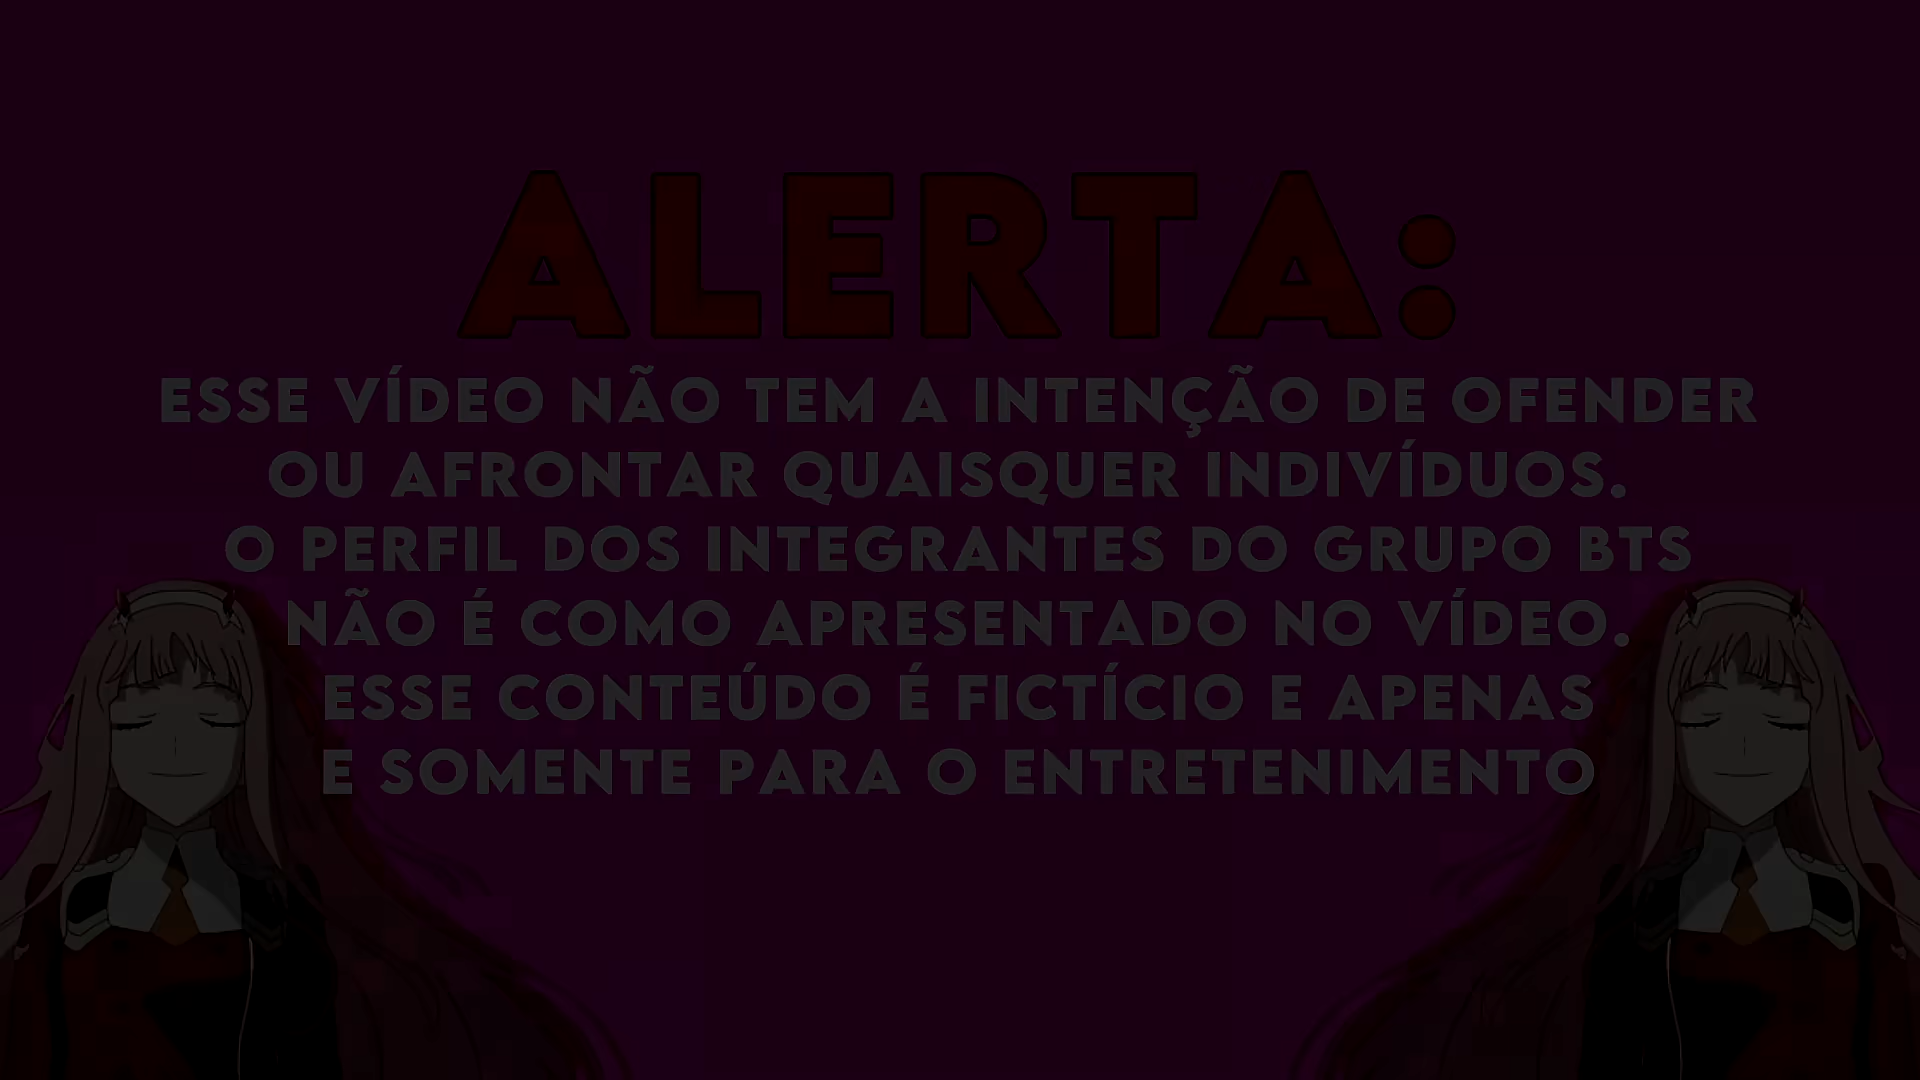 ALERTA:
ESSE VÍDEO NÃO TEM A INTENÇÃO DE OFENDER
OU AFRONTAR QUAISQUER INDIVÍDUOS.
O PERFIL DOS INTEGRANTES DO GRUPO BTS
NÃO É COMO APRESENTADO NO VÍDEO.
ESSE CONTEÚDO É FICTÍCIO E APENAS
E SOMENTE PARA O ENTRETENIMENTO